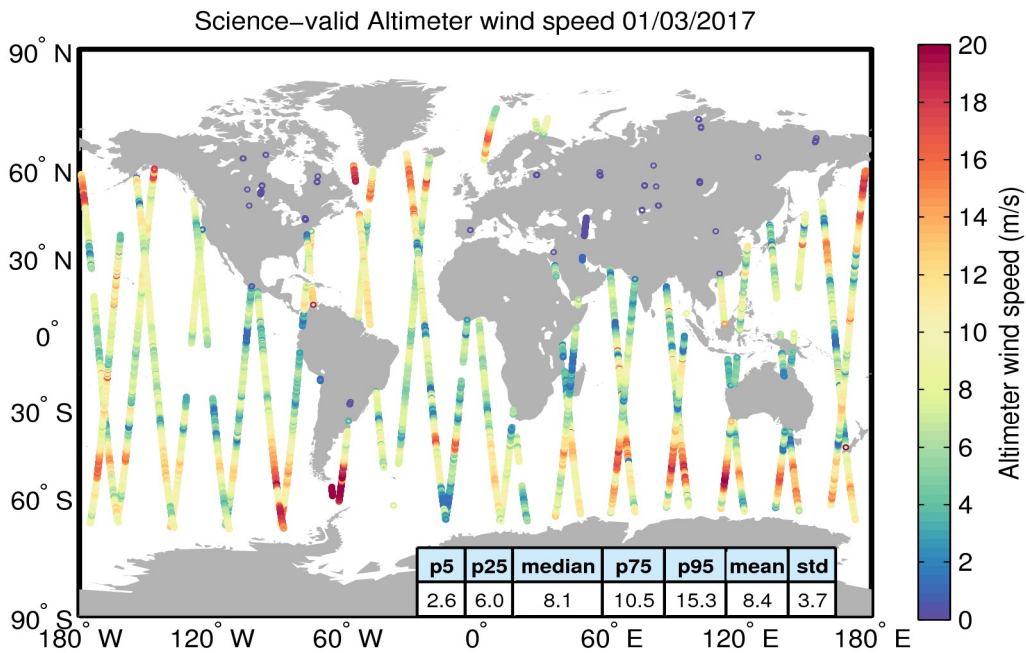 Science−valid Altimeter wind speed 01/03/2017
90° N
60° N
30° N
0°
30° S
60° S
90° S
180° W
120° W
60° W
0°
60° E
120° E
180° E
p5 p25 median p75 p95 mean std
2.6 6.0 8.1 10.5 15.3 8.4 3.7
20
18
16
14
12
10
8
6
4
2
0
Altimeter wind speed (m/s)